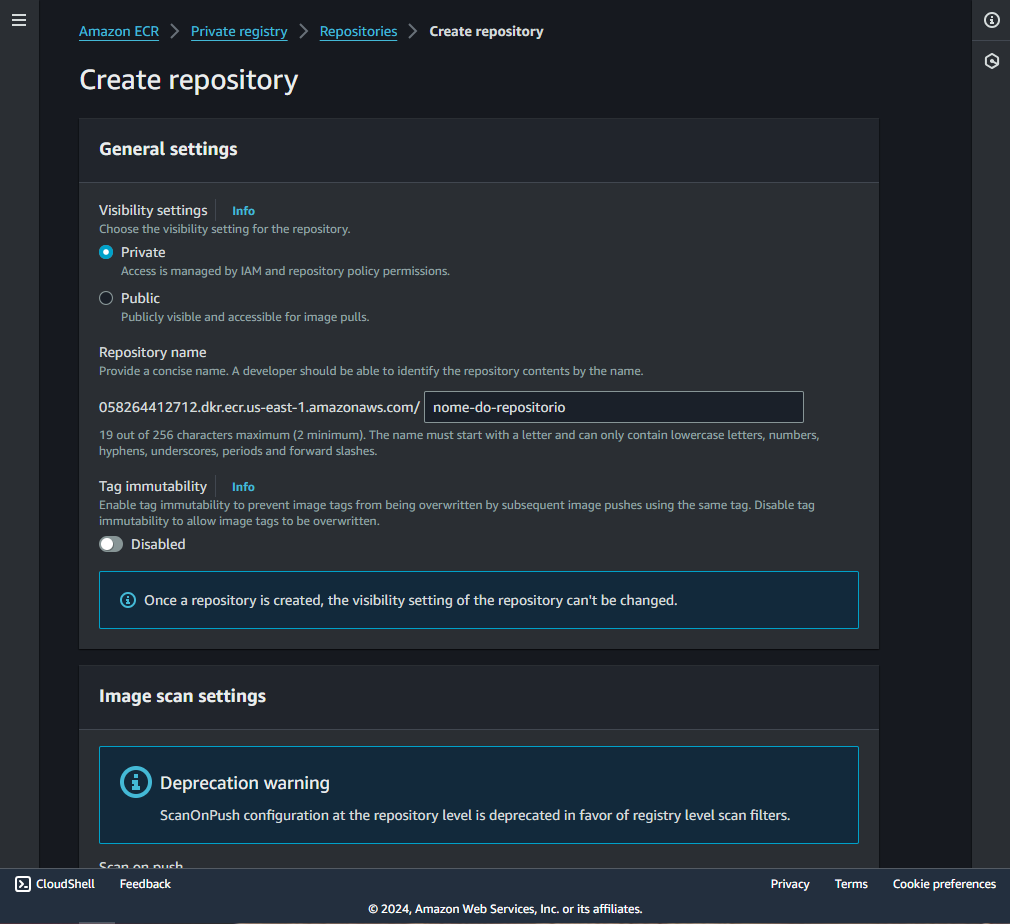 Amazon ECR > Private registry > Repositories > Create repository
Create repository
General settings
Visibility settings Info
Choose the visibility setting for the repository.
Private
Access is managed by IAM and repository policy permissions.
Public
Publicly visible and accessible for image pulls.
Repository name
Provide a concise name. A developer should be able to identify the repository contents by the name.
058264412712.dkr.ecr.us-east-1.amazonaws.com/ nome-do-repositorio
19 out of 256 characters maximum (2 minimum). The name must start with a letter and can only contain lowercase letters, numbers,
hyphens, underscores, periods and forward slashes.
Tag immutability Info
Enable tag immutability to prevent image tags from being overwritten by subsequent image pushes using the same tag. Disable tag
immutability to allow image tags to be overwritten.
Disabled
Once a repository is created, the visibility setting of the repository can't be changed.
Image scan settings
Deprecation warning
ScanOnPush configuration at the repository level is deprecated in favor of registry level scan filters.
Scan on push
CloudShell Feedback Privacy Terms Cookie preferences
© 2024, Amazon Web Services, Inc. or its affiliates.